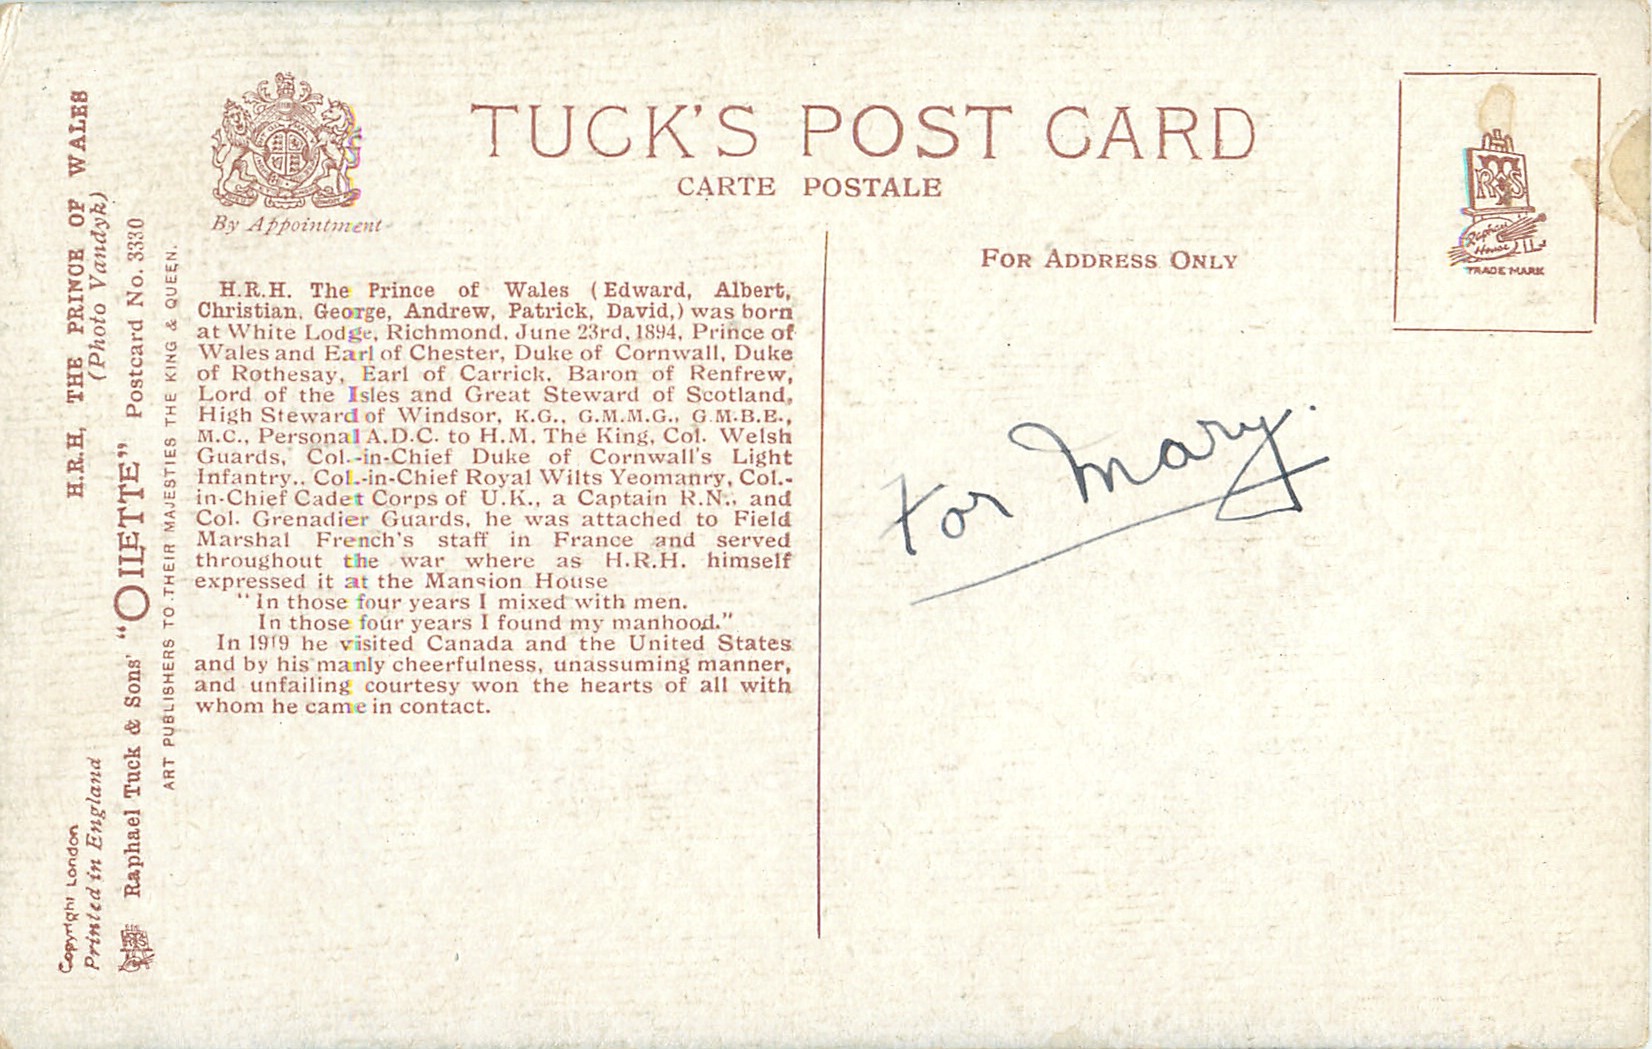 TUCK'S POST CARD
CARTE POSTALE
By Appointment
FOR ADDRESS ONLY
T
R S
Raphael
House
TRADE MARK
H.R.H, THE PRINCE OF WALES
(Photo Vandyk)
Copyright London
Printed in England
Raphael Tuck & Sons' "OILETTE" Postcard No. 3330
ART PUBLISHERS TO THEIR MAJESTIES THE KING & QUEEN.
H.R.H. The Prince of Wales (Edward, Albert,
Christian, George, Andrew, Patrick, David,) was born
at White Lodge, Richmond, June 23rd, 1894, Prince of
Wales and Earl of Chester, Duke of Cornwall, Duke
of Rothesay, Earl of Carrick, Baron of Renfrew,
Lord of the Isles and Great Steward of Scotland,
High Steward of Windsor, K.G., G.M.M.G., G.M.B.E.,
M.C., Personal A.D.C. to H.M. The King, Col. Welsh
Guards, Col.-in-Chief Duke of Cornwall's Light
Infantry., Col.-in-Chief Royal Wilts Yeomanry, Col.-
in-Chief Cadet Corps of U.K., a Captain R.N., and
Col. Grenadier Guards, he was attached to Field
Marshal French's staff in France and served
throughout the war where as H.R.H. himself
expressed it at the Mansion House
"In those four years I mixed with men.
In those four years I found my manhood."
In 1919 he visited Canada and the United States
and by his manly cheerfulness, unassuming manner,
and unfailing courtesy won the hearts of all with
whom he came in contact.
For Mary.